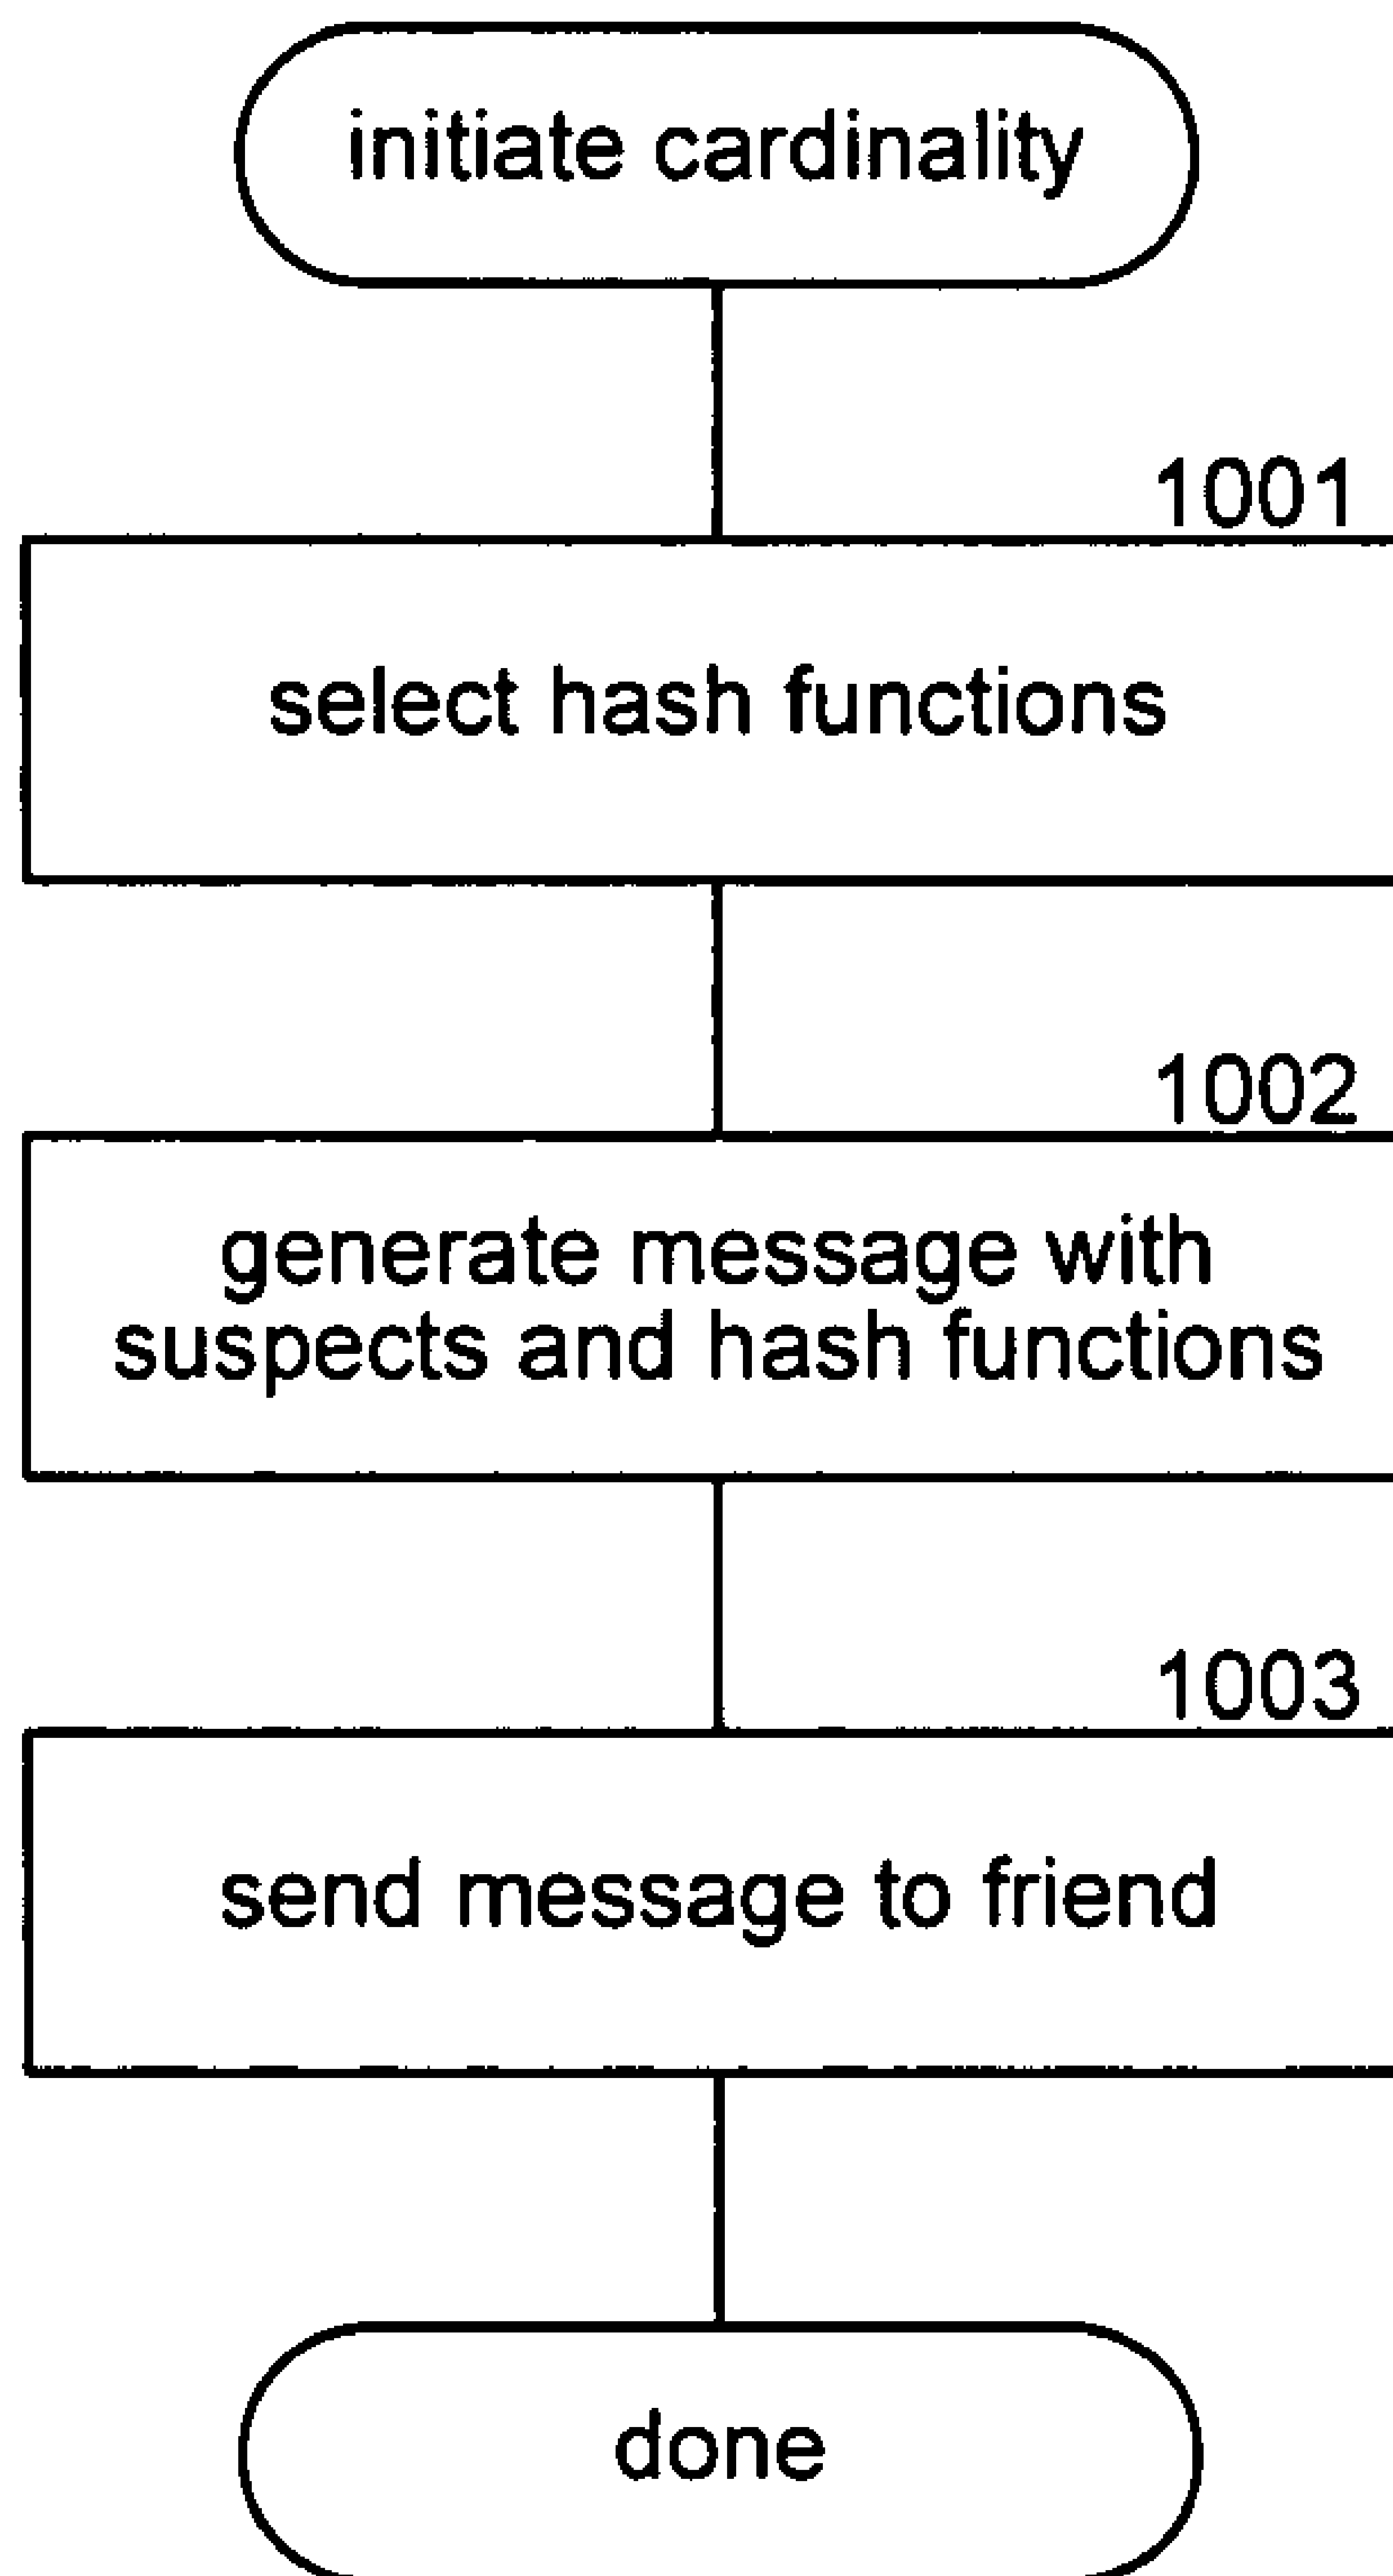 initiate cardinality
1001
select hash functions
1002
generate message with
suspects and hash functions
1003
send message to friend
done